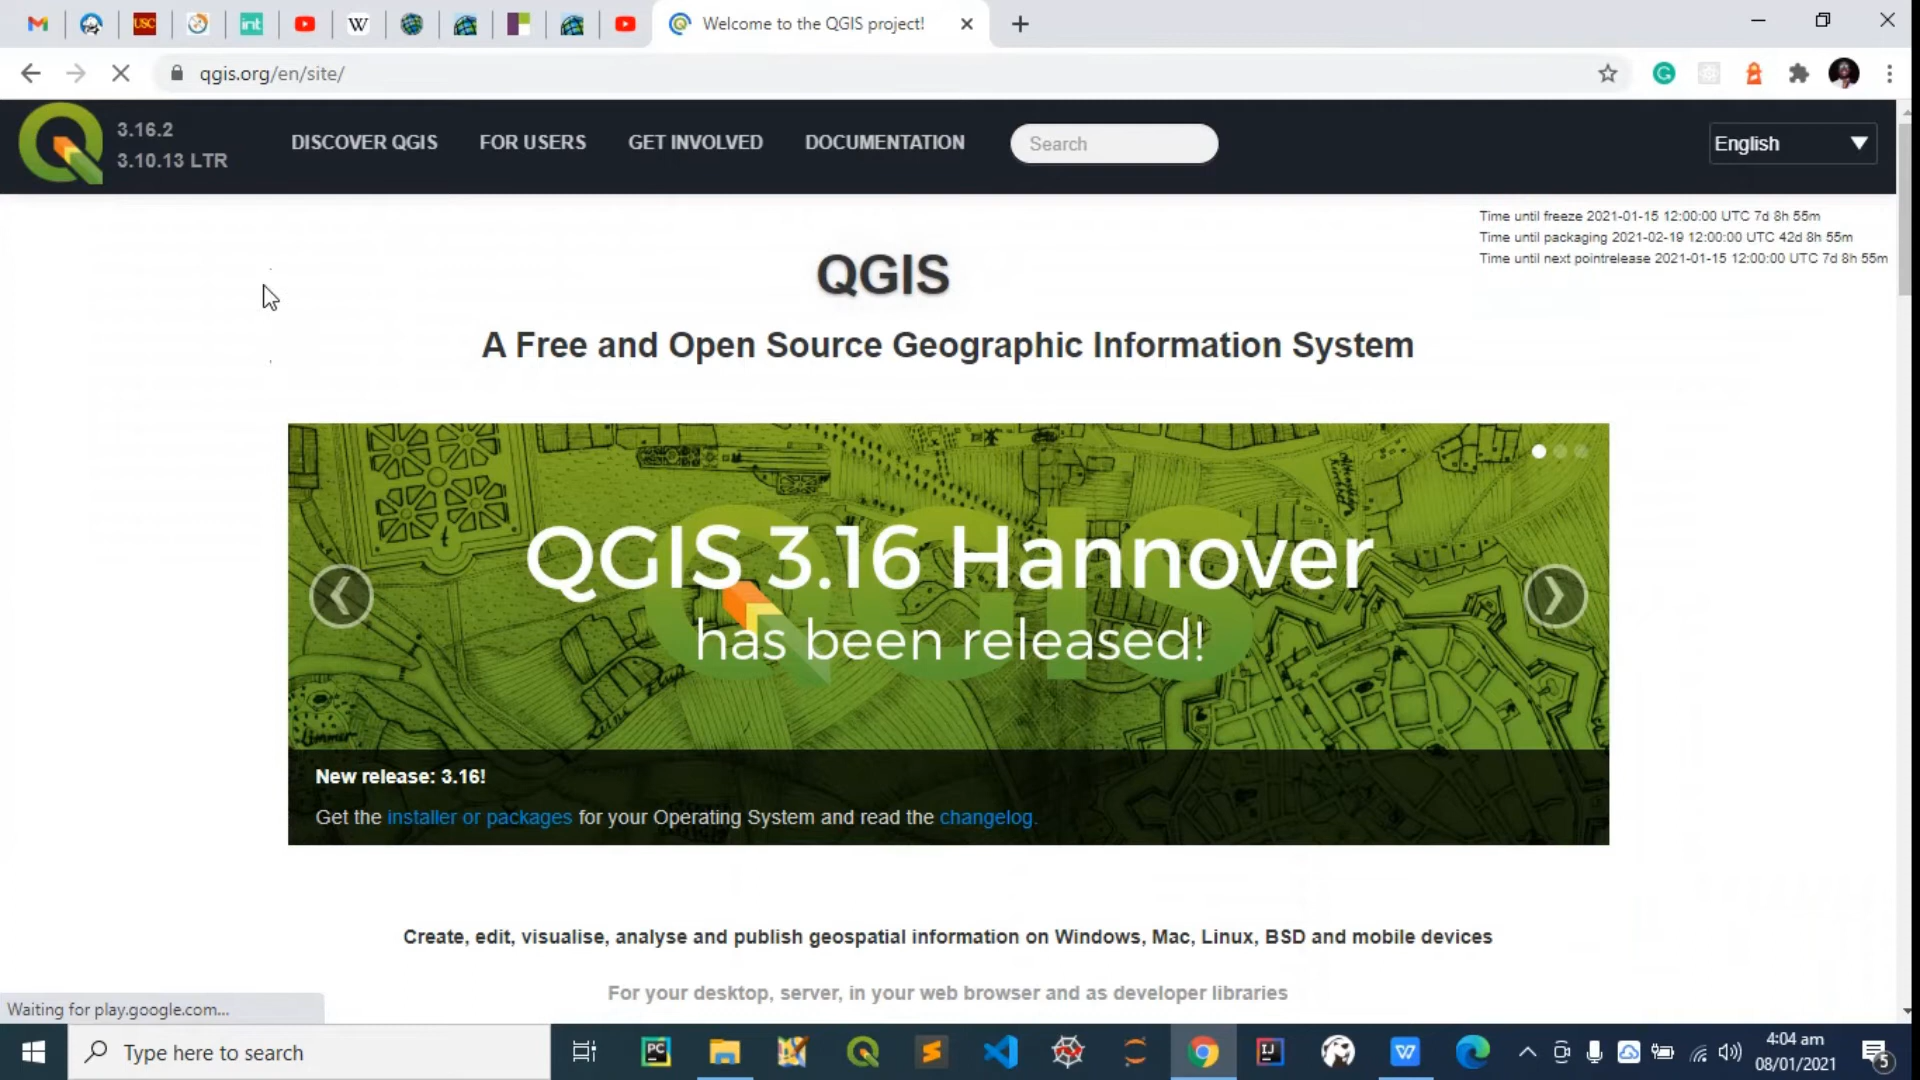 USC
int
W
Welcome to the QGIS project!
qgis.org/en/site/
3.16.2
3.10.13 LTR
DISCOVER QGIS
FOR USERS
GET INVOLVED
DOCUMENTATION
Search
English
Time until freeze 2021-01-15 12:00:00 UTC 7d 8h 55m
Time until packaging 2021-02-19 12:00:00 UTC 42d 8h 55m
Time until next pointrelease 2021-01-15 12:00:00 UTC 7d 8h 55m
QGIS
A Free and Open Source Geographic Information System
QGIS 3.16 Hannover
has been released!
New release: 3.16!
Get the installer or packages for your Operating System and read the changelog.
Create, edit, visualise, analyse and publish geospatial information on Windows, Mac, Linux, BSD and mobile devices
For your desktop, server, in your web browser and as developer libraries
Waiting for play.google.com...
Type here to search
PC
IJ
W
4:04 am
08/01/2021
5